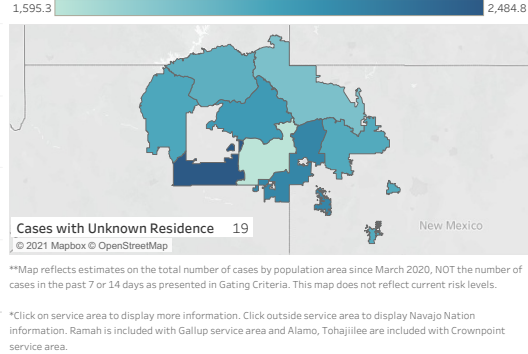 1,595.3 2,484.8
New Mexico
Cases with Unknown Residence 19
© 2021 Mapbox © OpenStreetMap
**Map reflects estimates on the total number of cases by population area since March 2020, NOT the number of
cases in the past 7 or 14 days as presented in Gating Criteria. This map does not reflect current risk levels.
*Click on service area to display more information. Click outside service area to display Navajo Nation
information. Ramah is included with Gallup service area and Alamo, Tohajiilee are included with Crownpoint
service area.